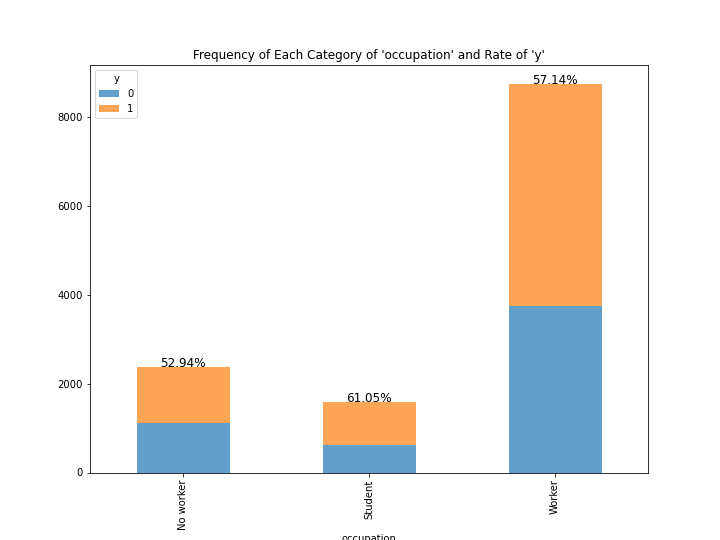 Frequency of Each Category of 'occupation' and Rate of 'y'
y
0
1
57.14%
52.94%
61.05%
8000
6000
4000
2000
0
No worker
Student
Worker
occupation